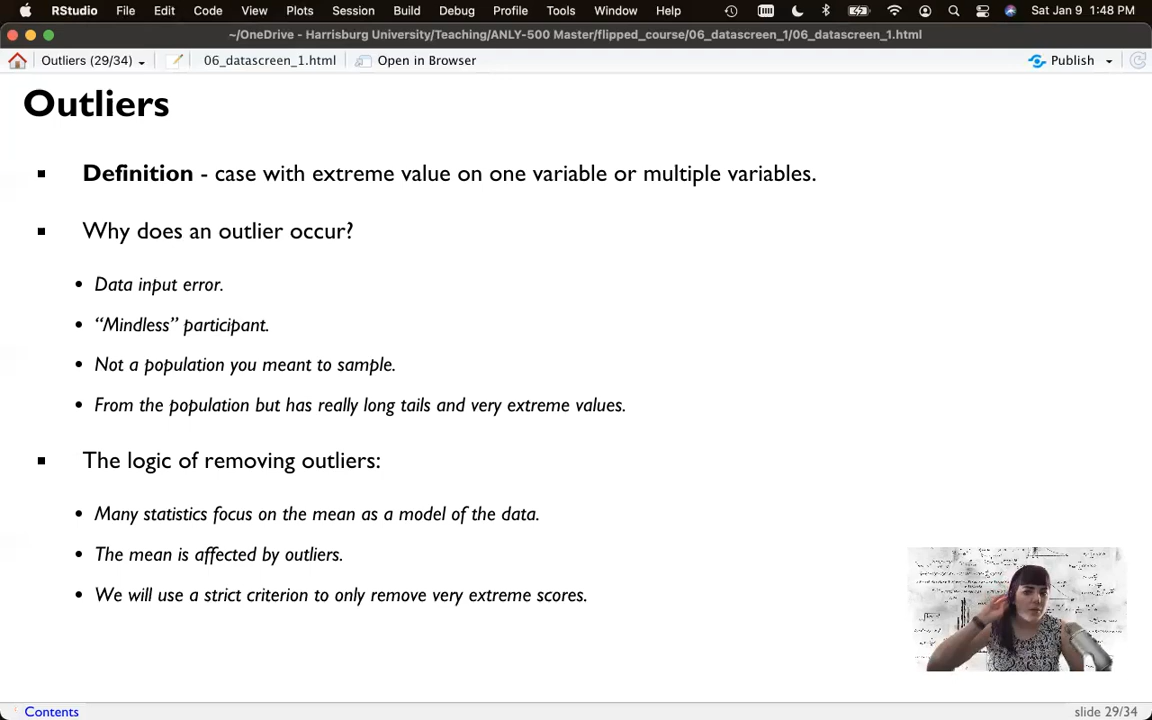 RStudio File Edit Code View Plots Session Build Debug Profile Tools Window Help Sat Jan 9 1:48 PM
~/OneDrive - Harrisburg University/Teaching/ANLY-500 Master/flipped_course/06_datascreen_1/06_datascreen_1.html
Outliers (29/34) 06_datascreen_1.html Open in Browser Publish
Outliers
Definition - case with extreme value on one variable or multiple variables.
Why does an outlier occur?
Data input error.
“Mindless” participant.
Not a population you meant to sample.
From the population but has really long tails and very extreme values.
The logic of removing outliers:
Many statistics focus on the mean as a model of the data.
The mean is affected by outliers.
We will use a strict criterion to only remove very extreme scores.
Contents slide 29/34